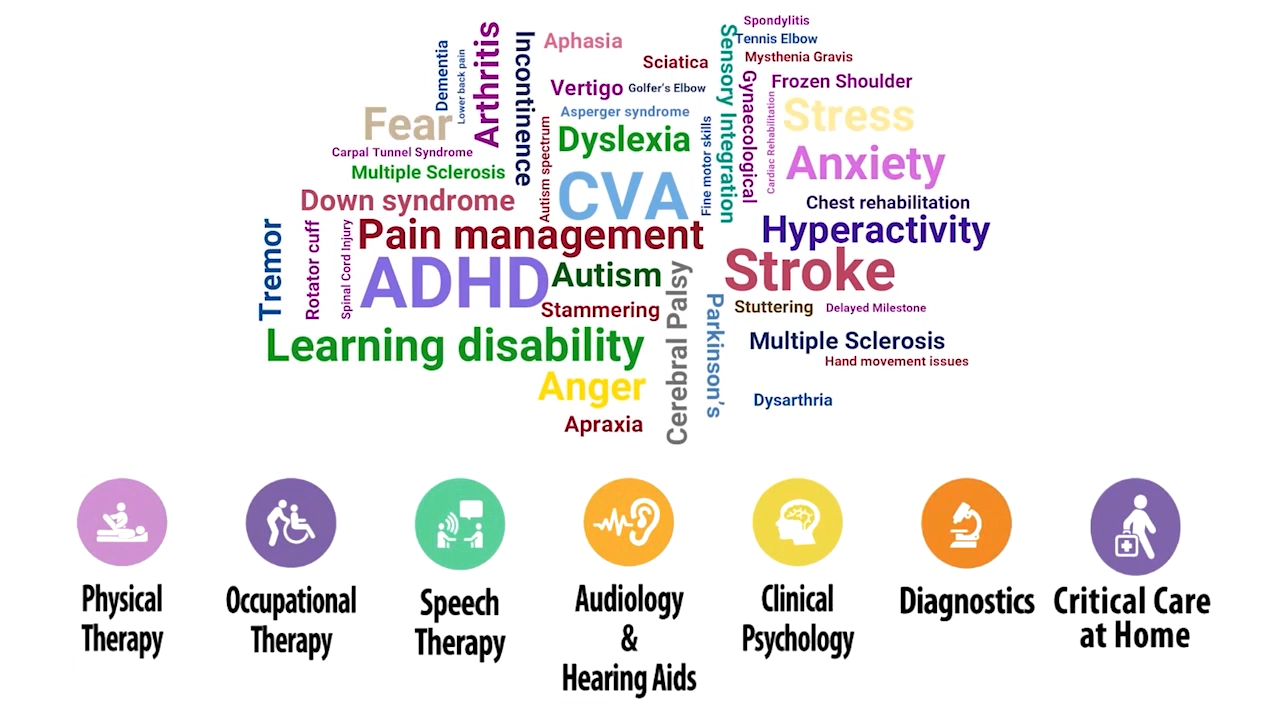 Spondylitis
Tennis Elbow
Mysthenia Gravis
Aphasia
Sciatica
Arthritis
Incontinence
Dementia
Lower back pain
Sensory Integration
Gynaecological
Frozen Shoulder
Vertigo
Golfer's Elbow
Asperger syndrome
Cardiac Rehabilitation
Stress
Fear
Dyslexia
Autism spectrum
Fine motor skills
Carpal Tunnel Syndrome
Anxiety
Multiple Sclerosis
CVA
Down syndrome
Chest rehabilitation
Tremor
Rotator cuff
Spinal Cord Injury
Pain management
Hyperactivity
ADHD
Autism
Stroke
Cerebral Palsy
Stammering
Parkinson's
Stuttering
Delayed Milestone
Learning disability
Multiple Sclerosis
Hand movement issues
Anger
Dysarthria
Apraxia
Physical
Therapy
Occupational
Therapy
Speech
Therapy
Audiology
&
Hearing Aids
Clinical
Psychology
Diagnostics
Critical Care
at Home